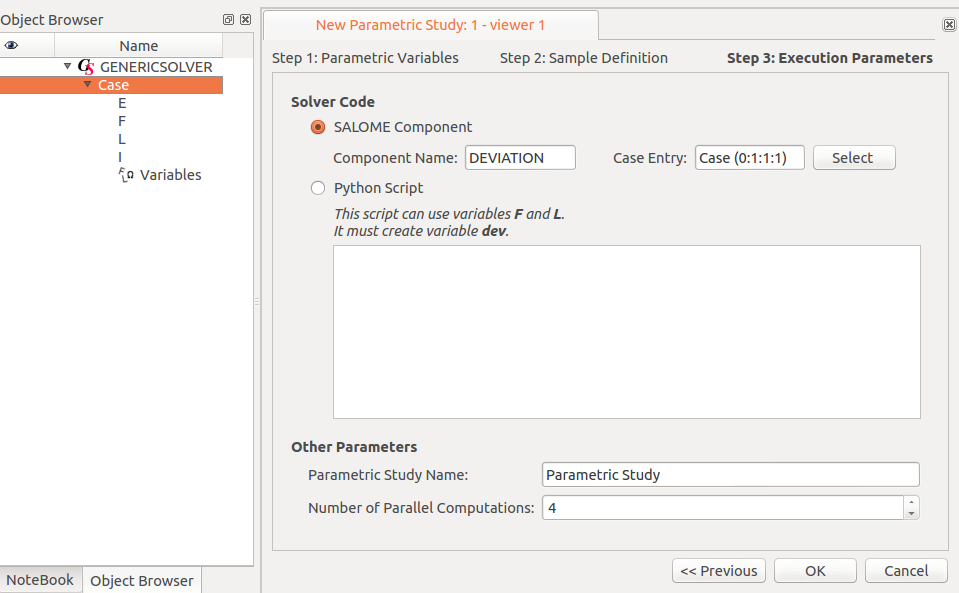 Object Browser
Name
GENERICSOLVER
Case
E
F
L
I
Variables
NoteBook
Object Browser
New Parametric Study: 1 - viewer 1
Step 1: Parametric Variables Step 2: Sample Definition Step 3: Execution Parameters
Solver Code
SALOME Component
Component Name: DEVIATION Case Entry: Case (0:1:1:1) Select
Python Script
This script can use variables F and L.
It must create variable dev.
Other Parameters
Parametric Study Name: Parametric Study
Number of Parallel Computations: 4
<< Previous OK Cancel